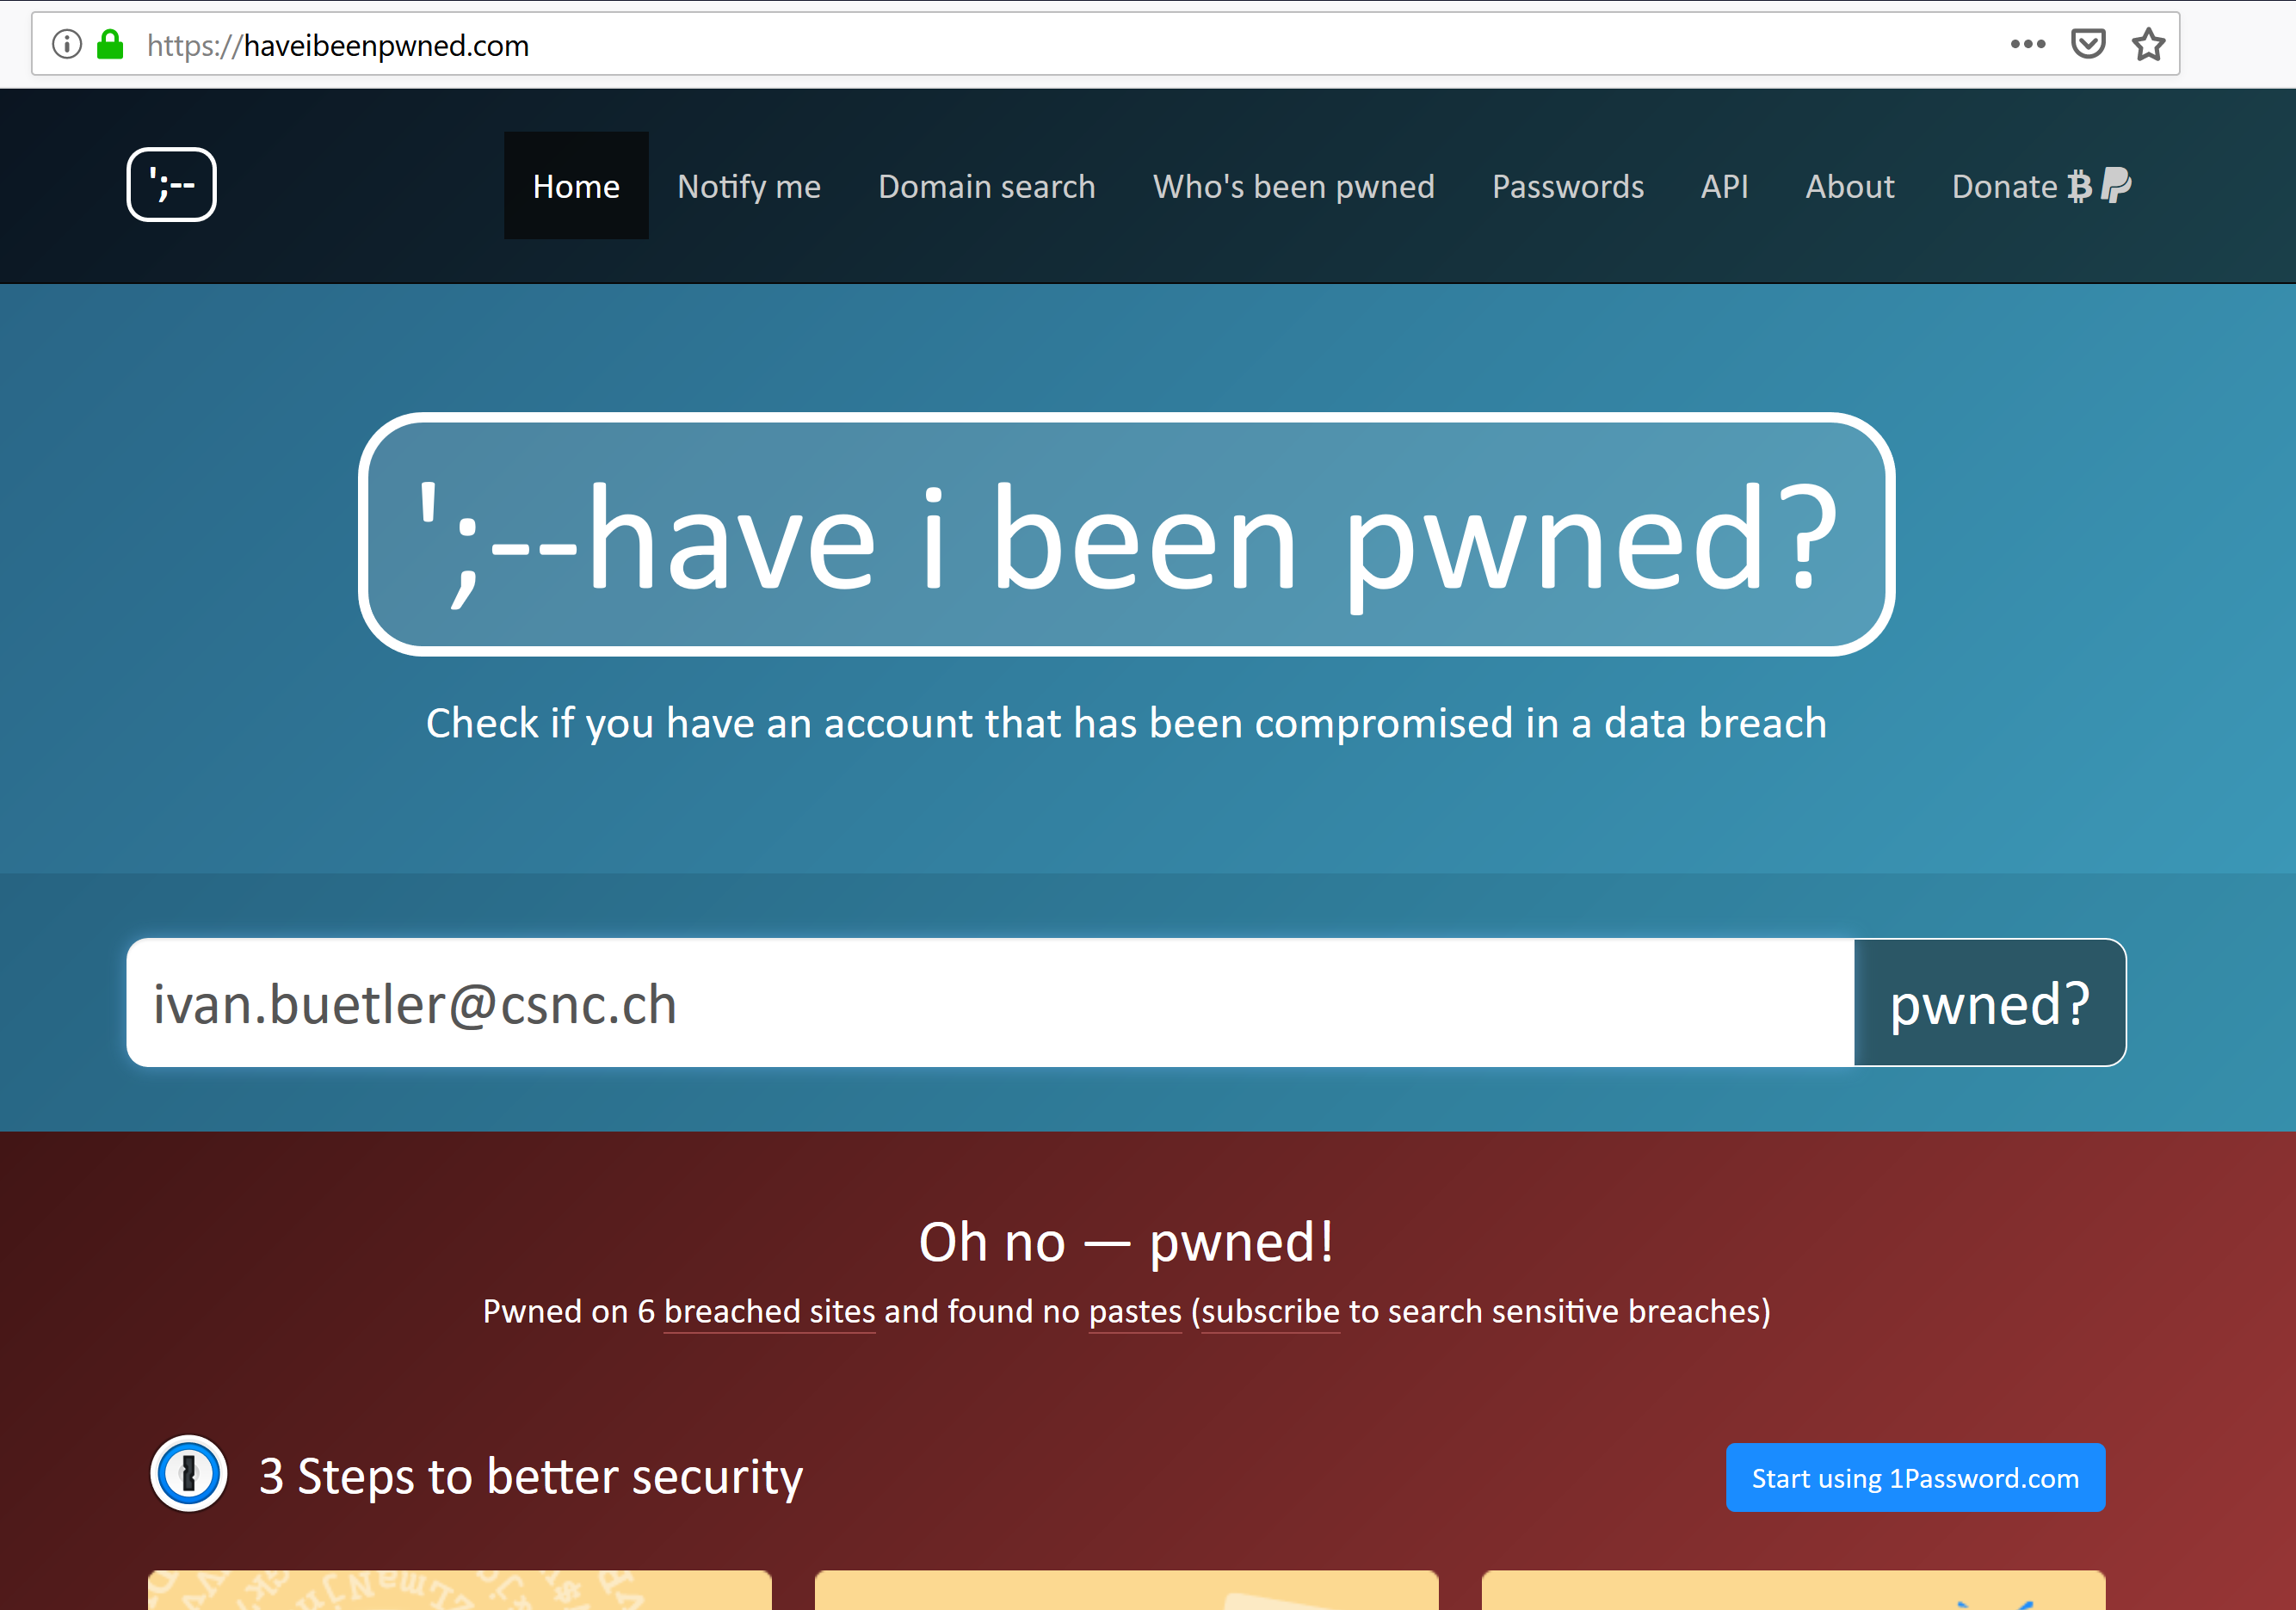 https://haveibeenpwned.com
';--
Home Notify me Domain search Who's been pwned Passwords API About Donate
';--have i been pwned?
Check if you have an account that has been compromised in a data breach
ivan.buetler@csnc.ch pwned?
Oh no — pwned!
Pwned on 6 breached sites and found no pastes (subscribe to search sensitive breaches)
3 Steps to better security Start using 1Password.com